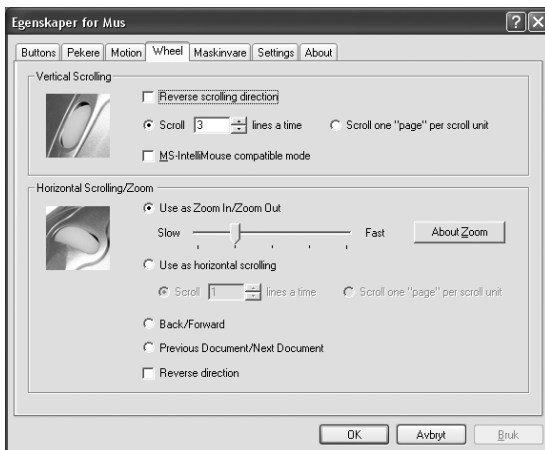 Egenskaper for Mus
Buttons Pekere Motion Wheel Maskinvare Settings About
Vertical Scrolling
Reverse scrolling direction
Scroll 3 lines a time Scroll one "page" per scroll unit
MS-IntelliMouse compatible mode
Horizontal Scrolling/Zoom
Use as Zoom In/Zoom Out
Slow Fast About Zoom
Use as horizontal scrolling
Scroll 1 lines a time Scroll one "page" per scroll unit
Back/Forward
Previous Document/Next Document
Reverse direction
OK Avbryt Bruk